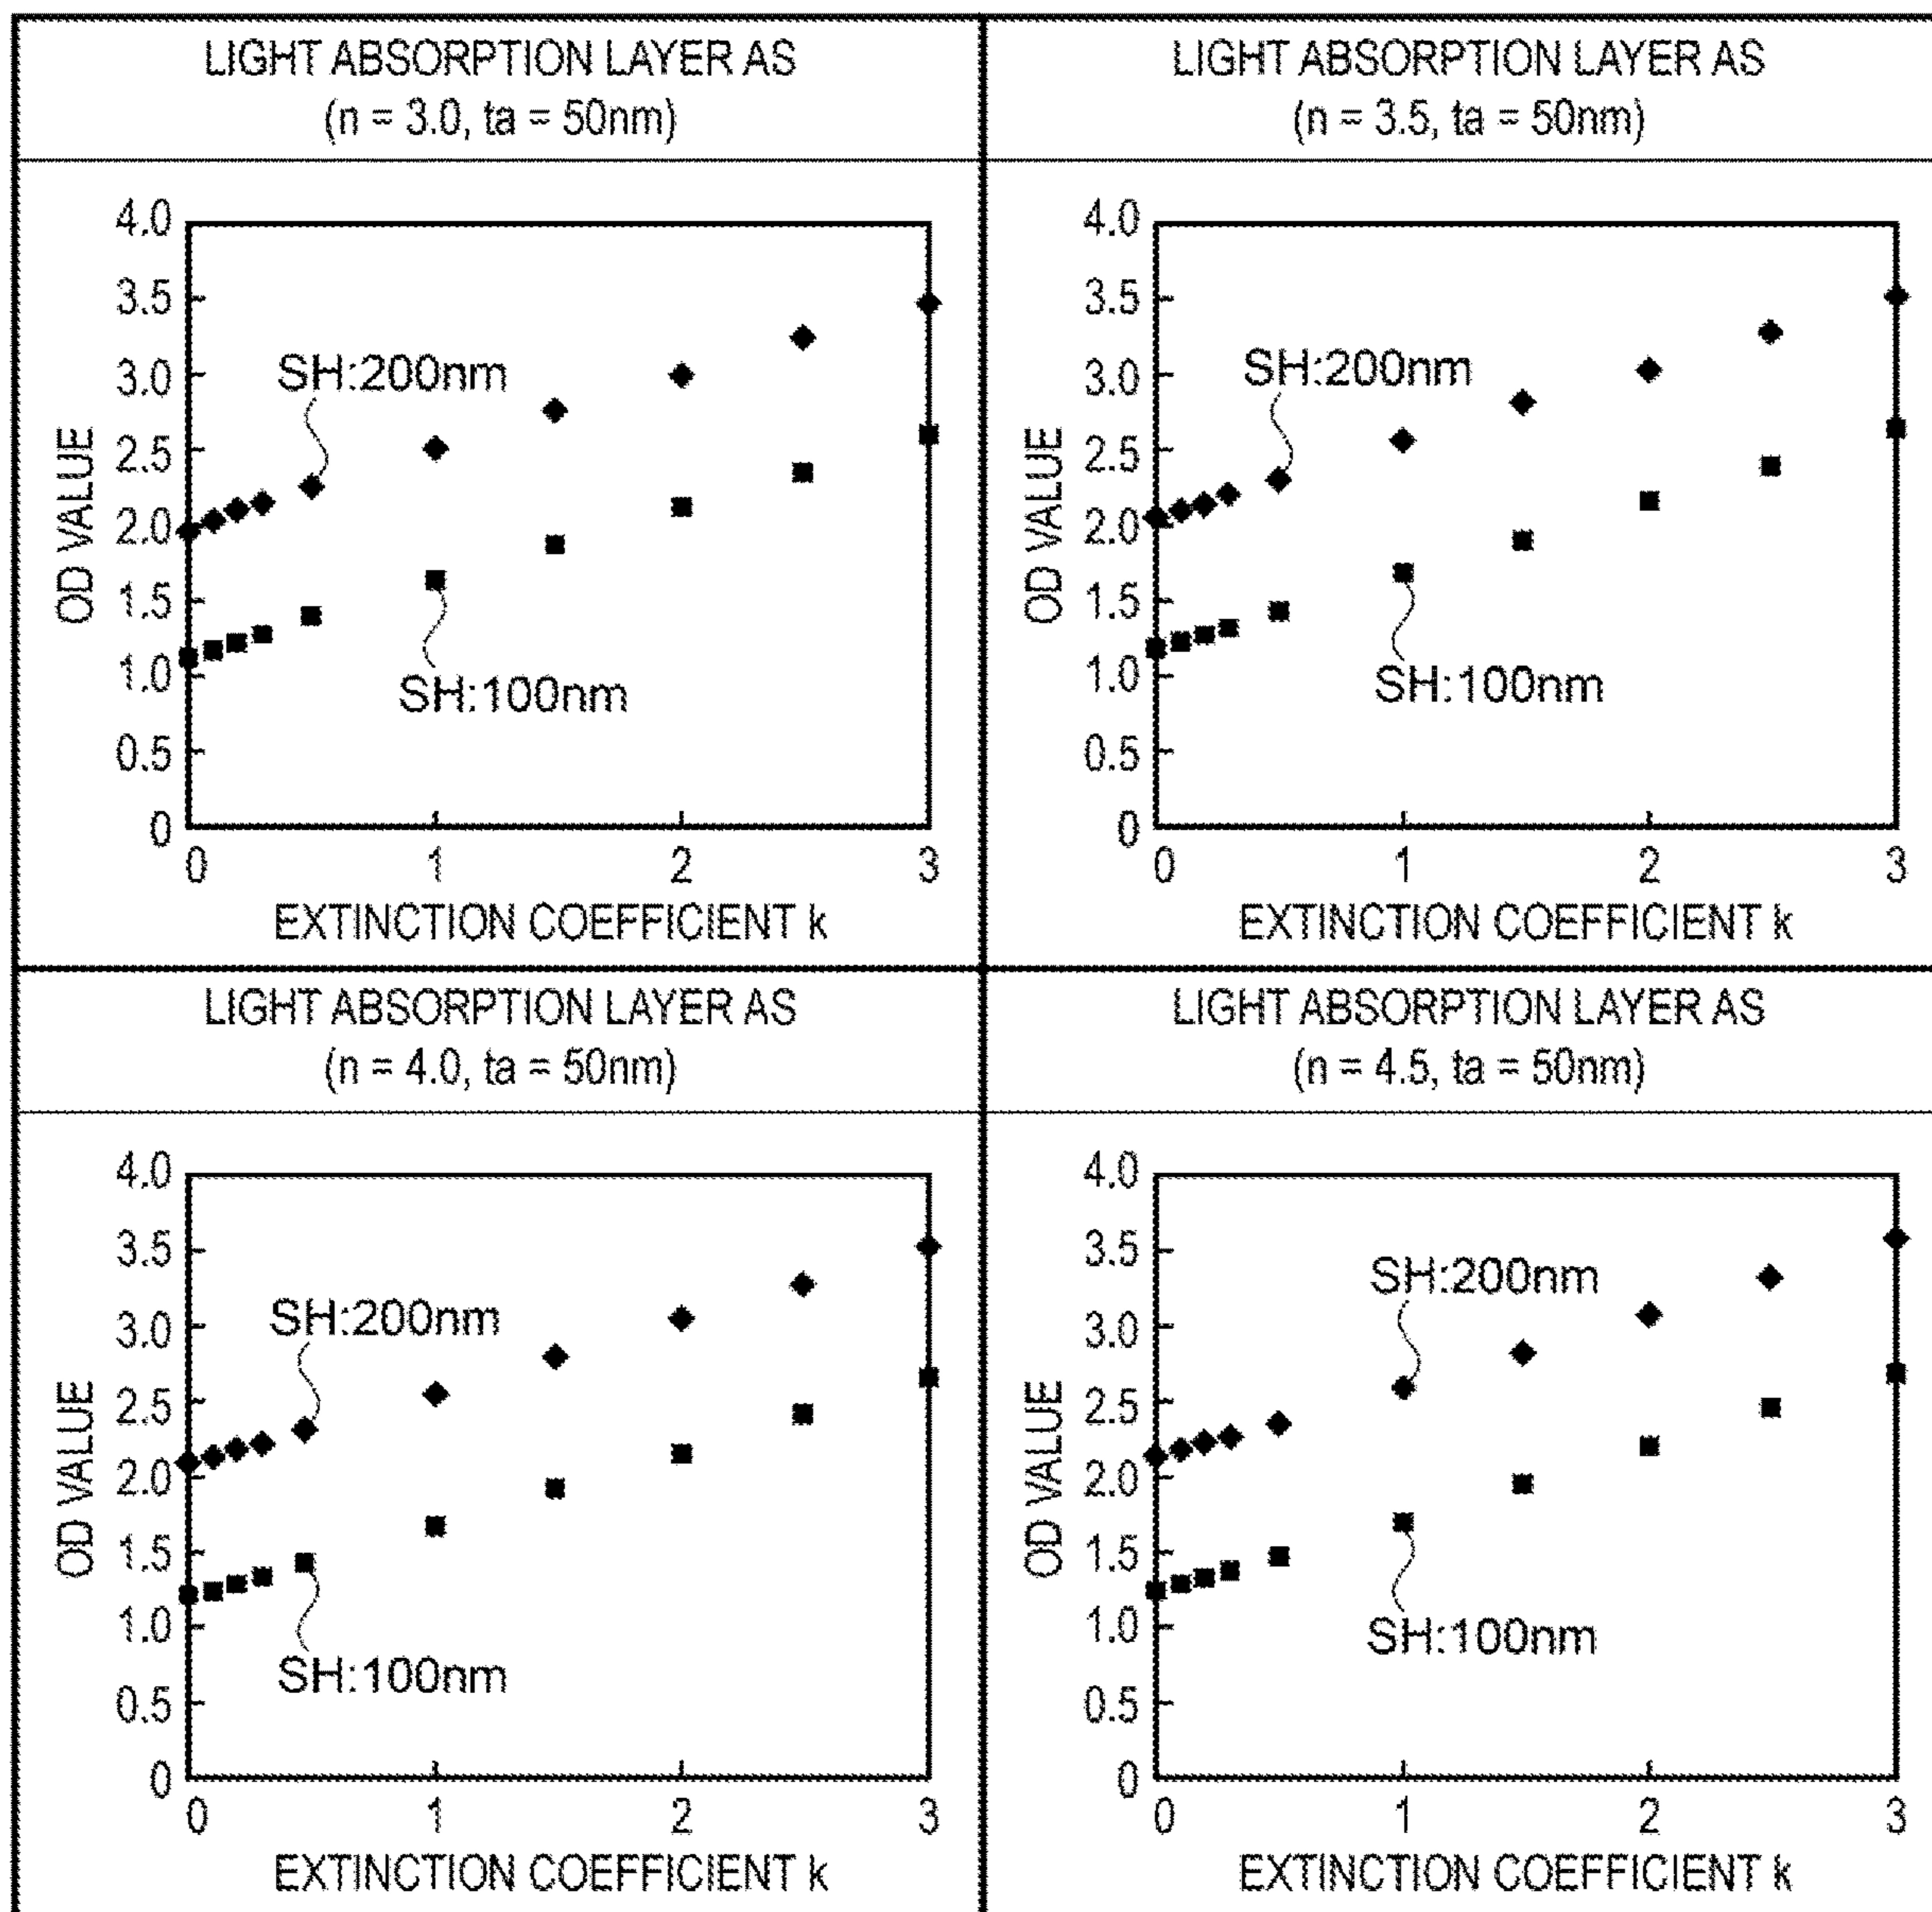 LIGHT ABSORPTION LAYER AS
(n = 3.0, ta = 50nm)
4.0
3.5
3.0
2.5
2.0
1.5
1.0
0.5
0
OD VALUE
SH:200nm
SH:100nm
0 1 2 3
EXTINCTION COEFFICIENT k
LIGHT ABSORPTION LAYER AS
(n = 3.5, ta = 50nm)
4.0
3.5
3.0
2.5
2.0
1.5
1.0
0.5
0
OD VALUE
SH:200nm
SH:100nm
0 1 2 3
EXTINCTION COEFFICIENT k
LIGHT ABSORPTION LAYER AS
(n = 4.0, ta = 50nm)
4.0
3.5
3.0
2.5
2.0
1.5
1.0
0.5
0
OD VALUE
SH:200nm
SH:100nm
0 1 2 3
EXTINCTION COEFFICIENT k
LIGHT ABSORPTION LAYER AS
(n = 4.5, ta = 50nm)
4.0
3.5
3.0
2.5
2.0
1.5
1.0
0.5
0
OD VALUE
SH:200nm
SH:100nm
0 1 2 3
EXTINCTION COEFFICIENT k